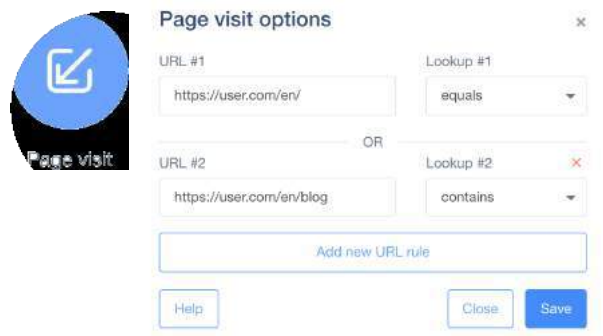 Page visit options ×
URL #1 Lookup #1
https://user.com/en/ equals
OR
Page visit
URL #2 Lookup #2 ×
https://user.com/en/blog contains
Add new URL rule
Help Close Save